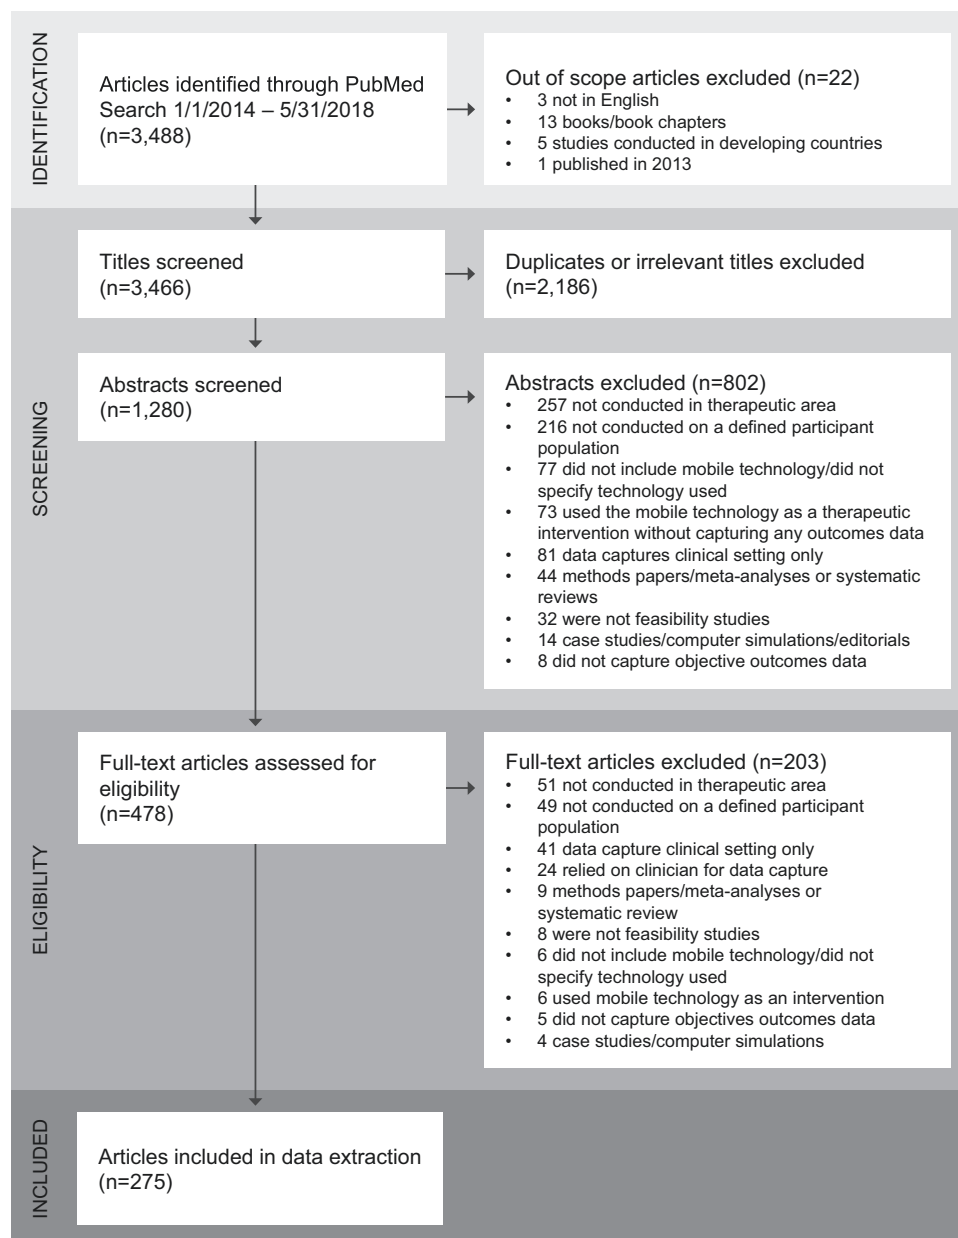 IDENTIFICATION
Articles identified through PubMed
Search 1/1/2014 – 5/31/2018
(n=3,488)
Out of scope articles excluded (n=22)
• 3 not in English
• 13 books/book chapters
• 5 studies conducted in developing countries
• 1 published in 2013
SCREENING
Titles screened
(n=3,466)
Duplicates or irrelevant titles excluded
(n=2,186)
Abstracts screened
(n=1,280)
Abstracts excluded (n=802)
• 257 not conducted in therapeutic area
• 216 not conducted on a defined participant
population
• 77 did not include mobile technology/did not
specify technology used
• 73 used the mobile technology as a therapeutic
intervention without capturing any outcomes data
• 81 data captures clinical setting only
• 44 methods papers/meta-analyses or systematic
reviews
• 32 were not feasibility studies
• 14 case studies/computer simulations/editorials
• 8 did not capture objective outcomes data
ELIGIBILITY
Full-text articles assessed for
eligibility
(n=478)
Full-text articles excluded (n=203)
• 51 not conducted in therapeutic area
• 49 not conducted on a defined participant
population
• 41 data capture clinical setting only
• 24 relied on clinician for data capture
• 9 methods papers/meta-analyses or
systematic review
• 8 were not feasibility studies
• 6 did not include mobile technology/did not
specify technology used
• 6 used mobile technology as an intervention
• 5 did not capture objectives outcomes data
• 4 case studies/computer simulations
INCLUDED
Articles included in data extraction
(n=275)